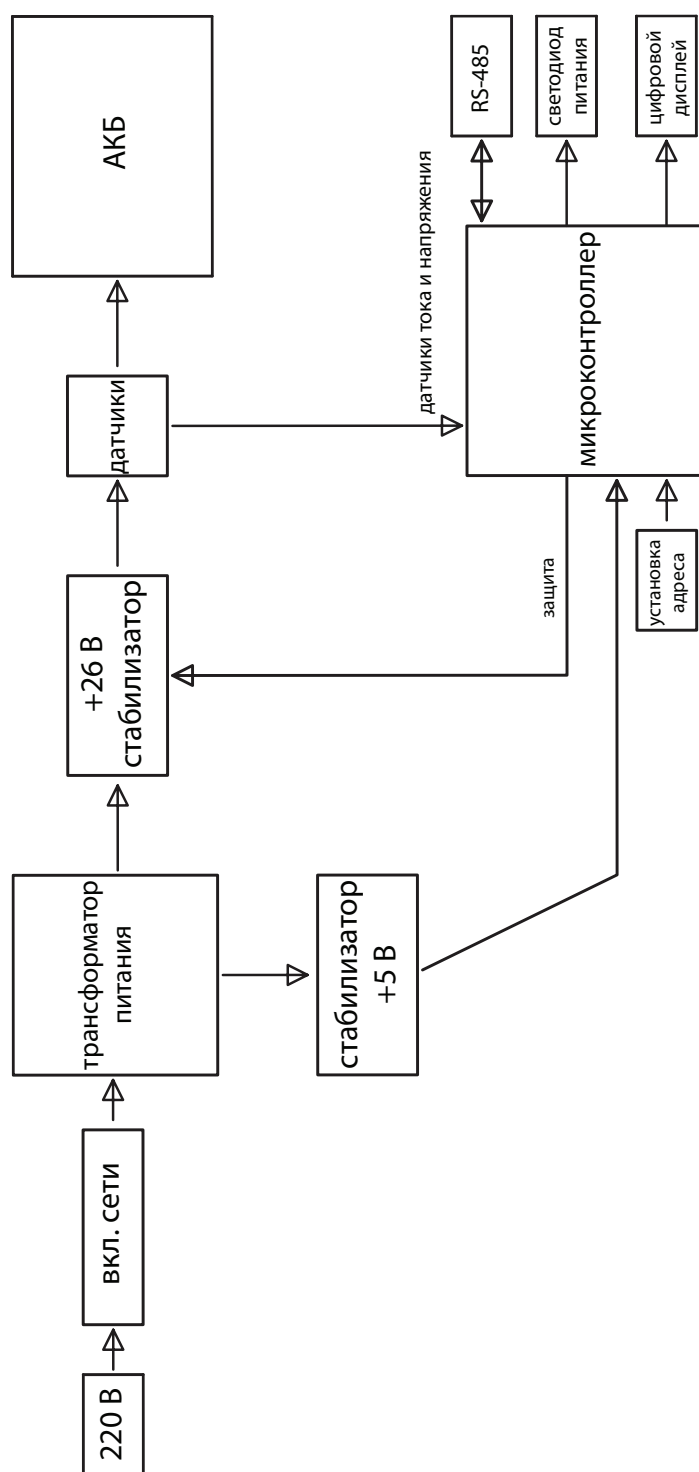 220 В
вкл. сети
трансформатор
питания
+26 В
стабилизатор
датчики
АКБ
стабилизатор
+5 В
защита
датчики тока и напряжения
микроконтроллер
установка
адреса
RS-485
светодиод
питания
цифровой
дисплей